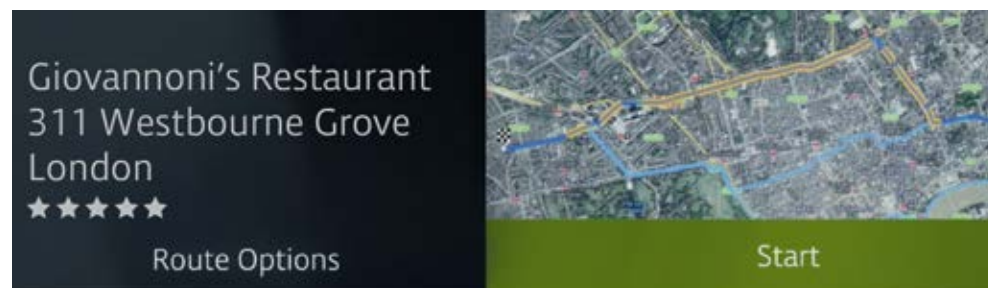 Giovannoni's Restaurant
311 Westbourne Grove
London
Route Options
Start